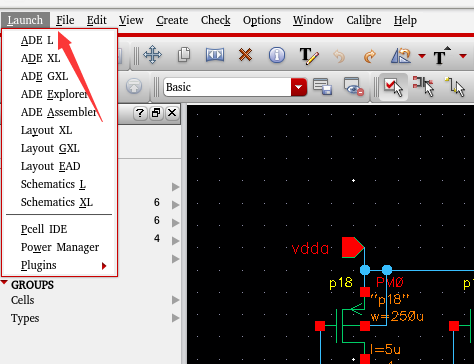 Launch File Edit View Create Check Options Window Calibre Help
ADE L
ADE XL
ADE GXL
ADE Explorer
ADE Assembler
Layout XL
Layout GXL
Layout EAD
Schematics L
Schematics XL
Pcell IDE
Power Manager
Plugins
Basic
6
6
4
GROUPS
Cells
Types
vdda
p18
PM0
"p18"
w=250u
l=5u